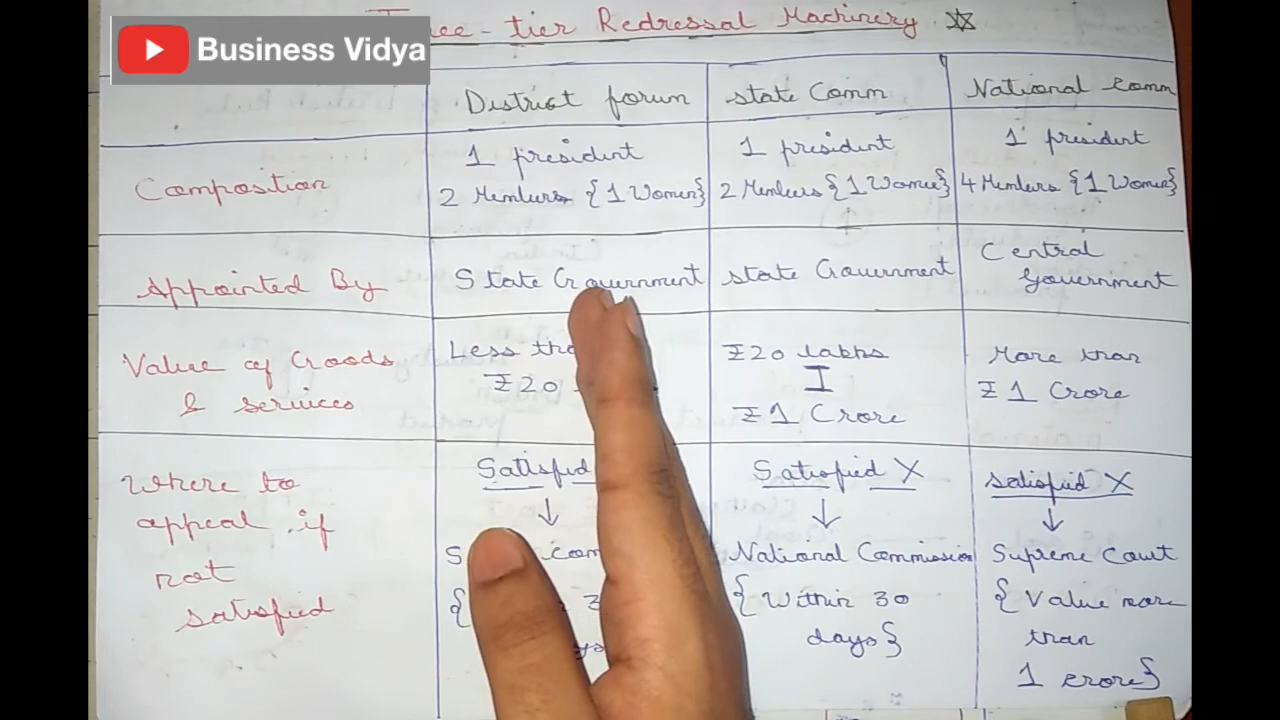 Business Vidya
tier Redressal Machinery
District forum
state Comm
National Comm
Composition
1 president
2 Members {1 Women}
1 president
2 Members {1 Women}
1 president
4 Members {1 Women}
Appointed By
State Government
state Government
Central
Government
Value of Goods
& services
Less
₹20
₹20 lakhs
₹1 Crore
More than
₹1 Crore
Where to
appeal if
not
satisfied
Satisfied
Satisfied X
National Commission
{Within 30
days}
satisfied X
Supreme Court
{Value more
than
1 crore}